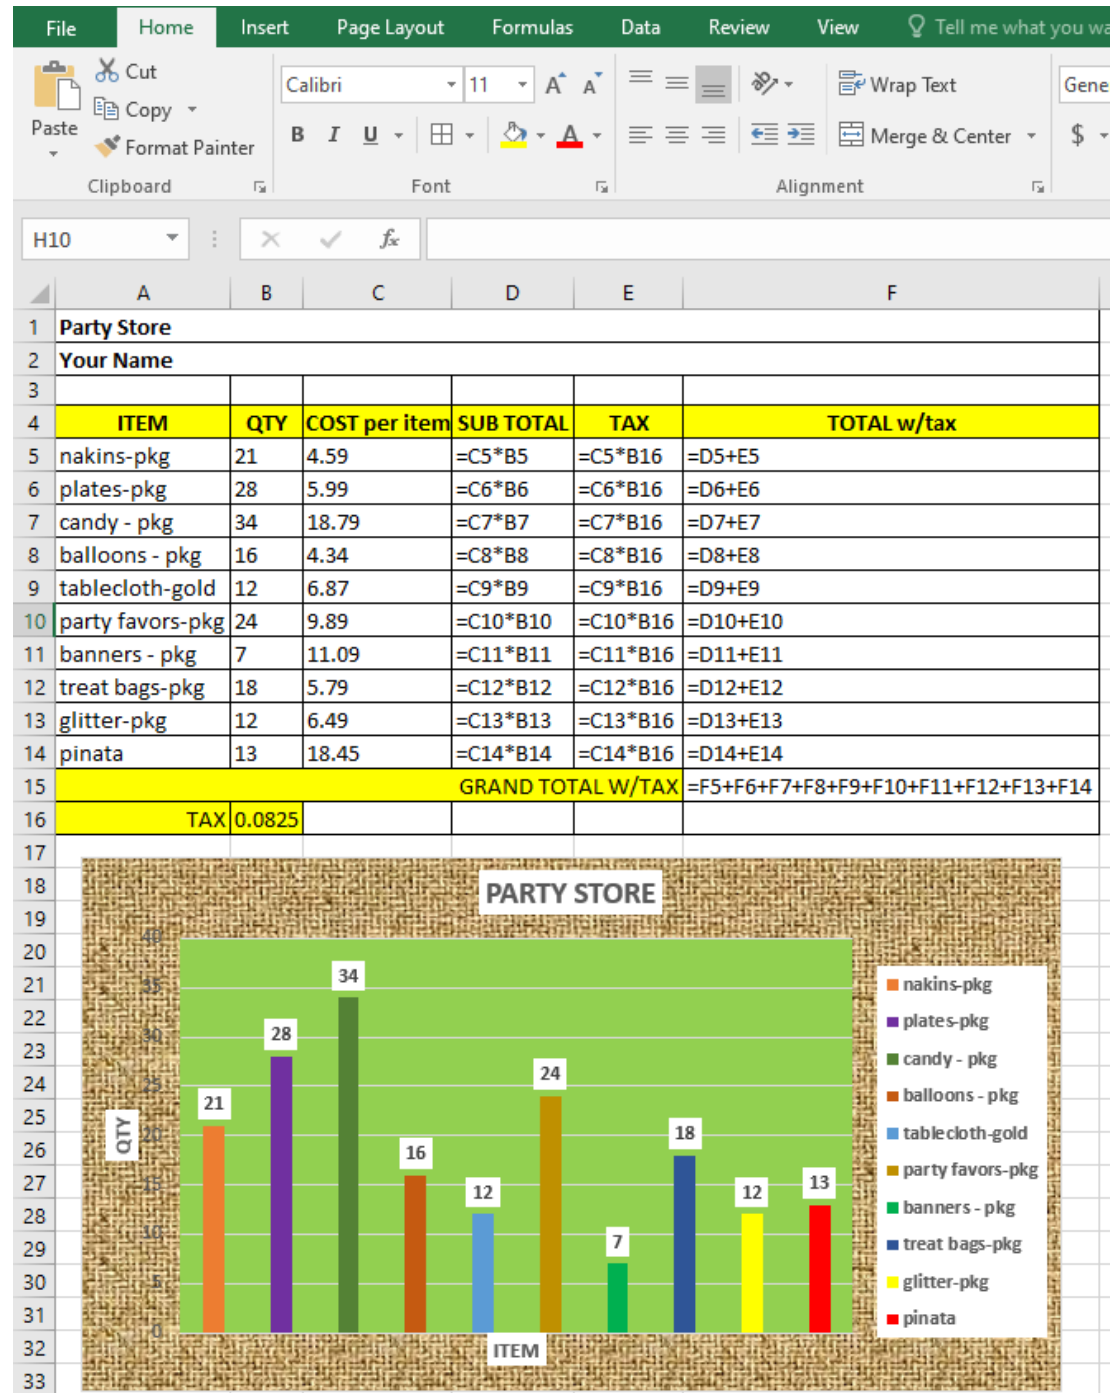 File Home Insert Page Layout Formulas Data Review View Tell me what you wa
Cut
Copy
Paste
Format Painter
Calibri 11 A A
B I U A
Wrap Text
Merge & Center
Gene
$
Clipboard Font Alignment
H10 fx
A B C D E F
1 Party Store
2 Your Name
3
4 ITEM QTY COST per item SUB TOTAL TAX TOTAL w/tax
5 nakins-pkg 21 4.59 =C5*B5 =C5*B16 =D5+E5
6 plates-pkg 28 5.99 =C6*B6 =C6*B16 =D6+E6
7 candy - pkg 34 18.79 =C7*B7 =C7*B16 =D7+E7
8 balloons - pkg 16 4.34 =C8*B8 =C8*B16 =D8+E8
9 tablecloth-gold 12 6.87 =C9*B9 =C9*B16 =D9+E9
10 party favors-pkg 24 9.89 =C10*B10 =C10*B16 =D10+E10
11 banners - pkg 7 11.09 =C11*B11 =C11*B16 =D11+E11
12 treat bags-pkg 18 5.79 =C12*B12 =C12*B16 =D12+E12
13 glitter-pkg 12 6.49 =C13*B13 =C13*B16 =D13+E13
14 pinata 13 18.45 =C14*B14 =C14*B16 =D14+E14
15 GRAND TOTAL W/TAX =F5+F6+F7+F8+F9+F10+F11+F12+F13+F14
16 TAX 0.0825
17
18
19
20
21
22
23
24
25
26
27
28
29
30
31
32
33
PARTY STORE
QTY
40
35
30
25
20
15
10
5
0
21
28
34
16
12
24
7
18
12
13
ITEM
nakins-pkg
plates-pkg
candy - pkg
balloons - pkg
tablecloth-gold
party favors-pkg
banners - pkg
treat bags-pkg
glitter-pkg
pinata